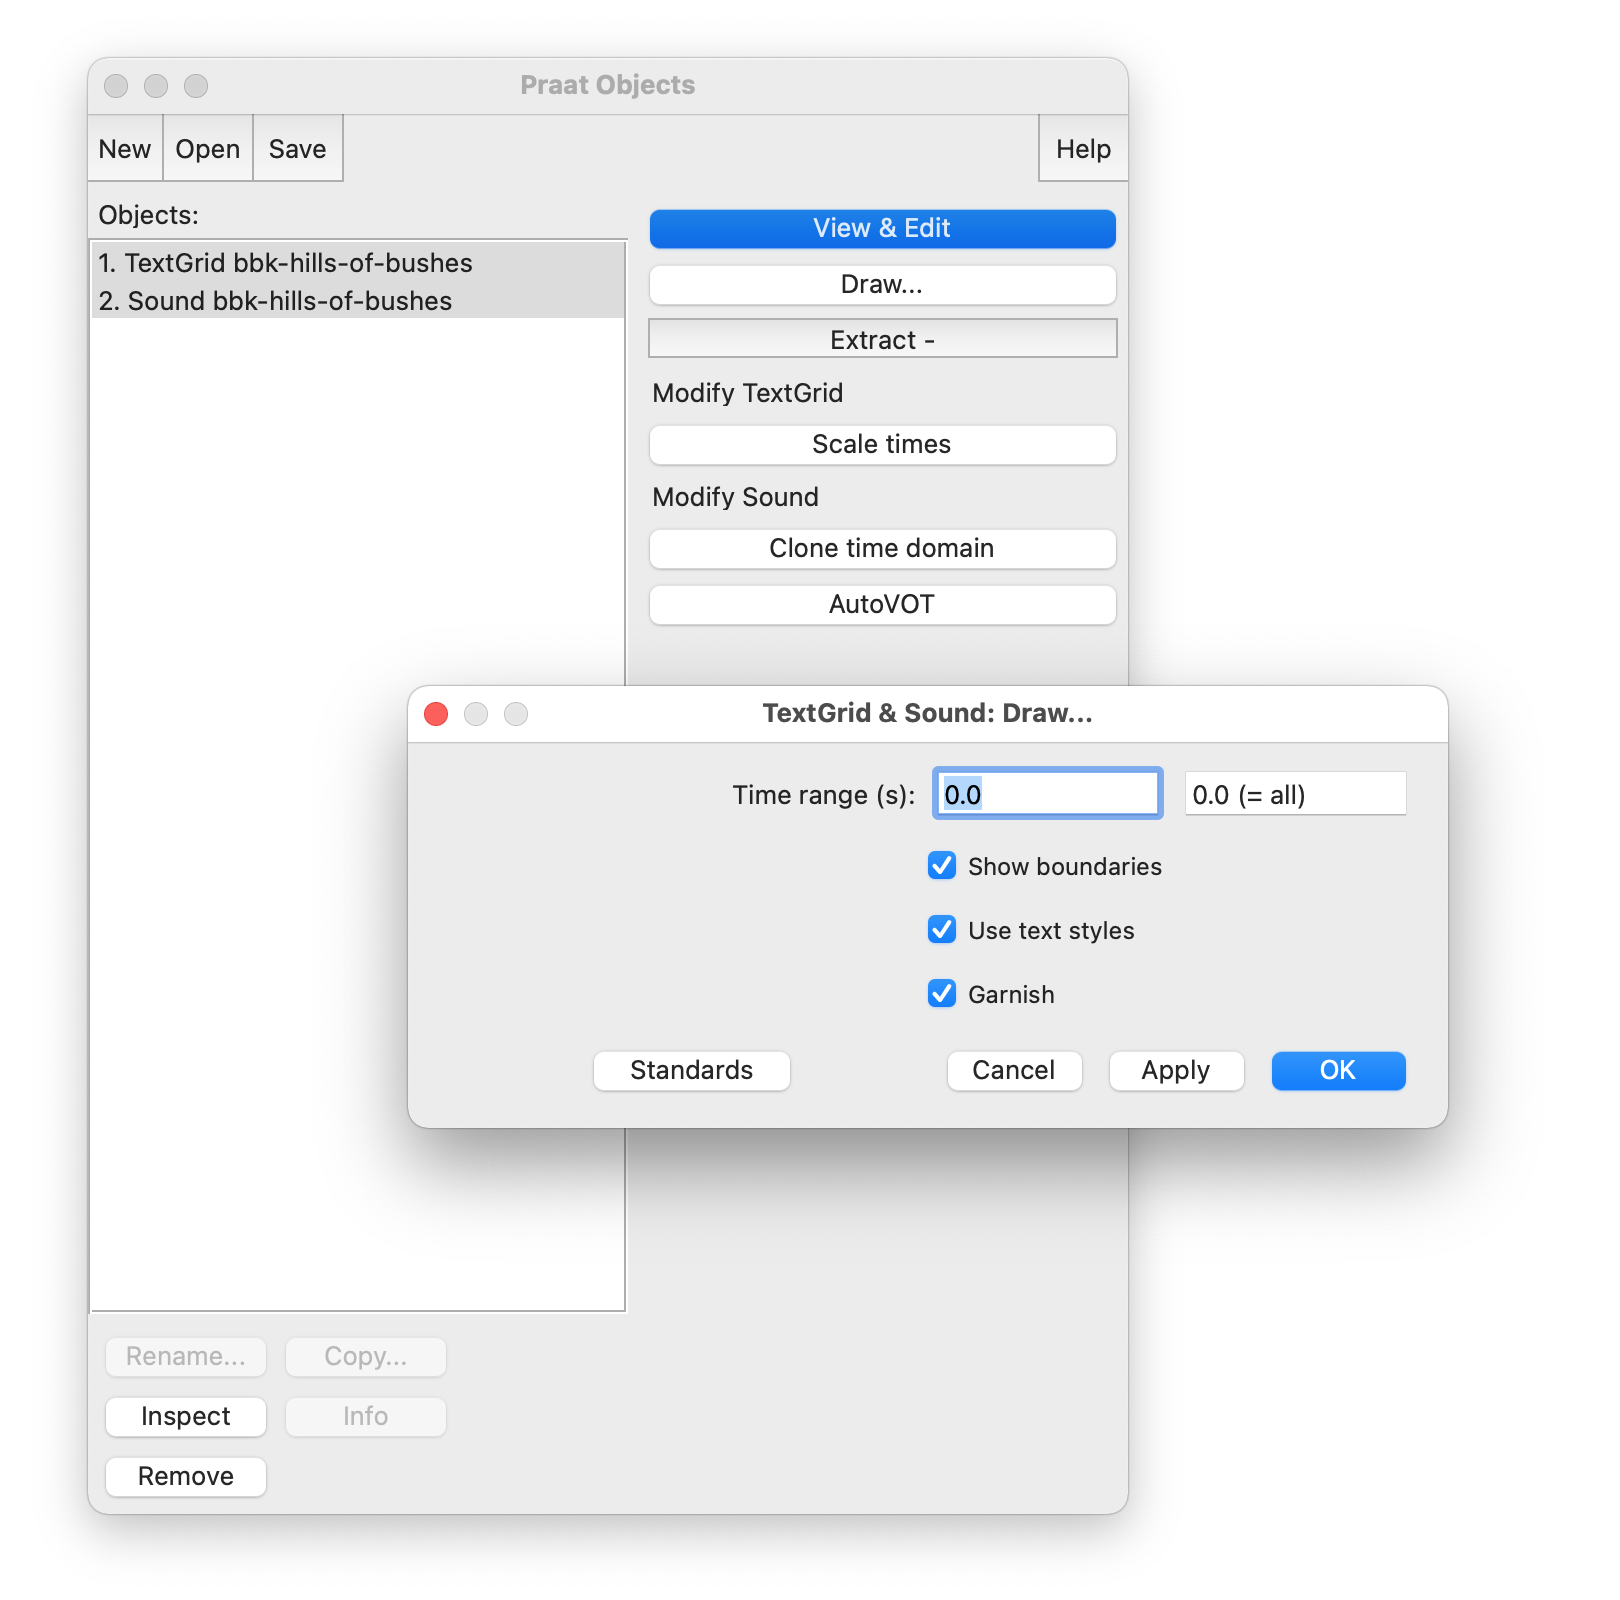 Praat Objects
New
Open
Save
Help
Objects:
1. TextGrid bbk-hills-of-bushes
2. Sound bbk-hills-of-bushes
View & Edit
Draw...
Extract -
Modify TextGrid
Scale times
Modify Sound
Clone time domain
AutoVOT
TextGrid & Sound: Draw...
Time range (s):
0.0
0.0 (= all)
Show boundaries
Use text styles
Garnish
Standards
Cancel
Apply
OK
Rename...
Copy...
Inspect
Info
Remove